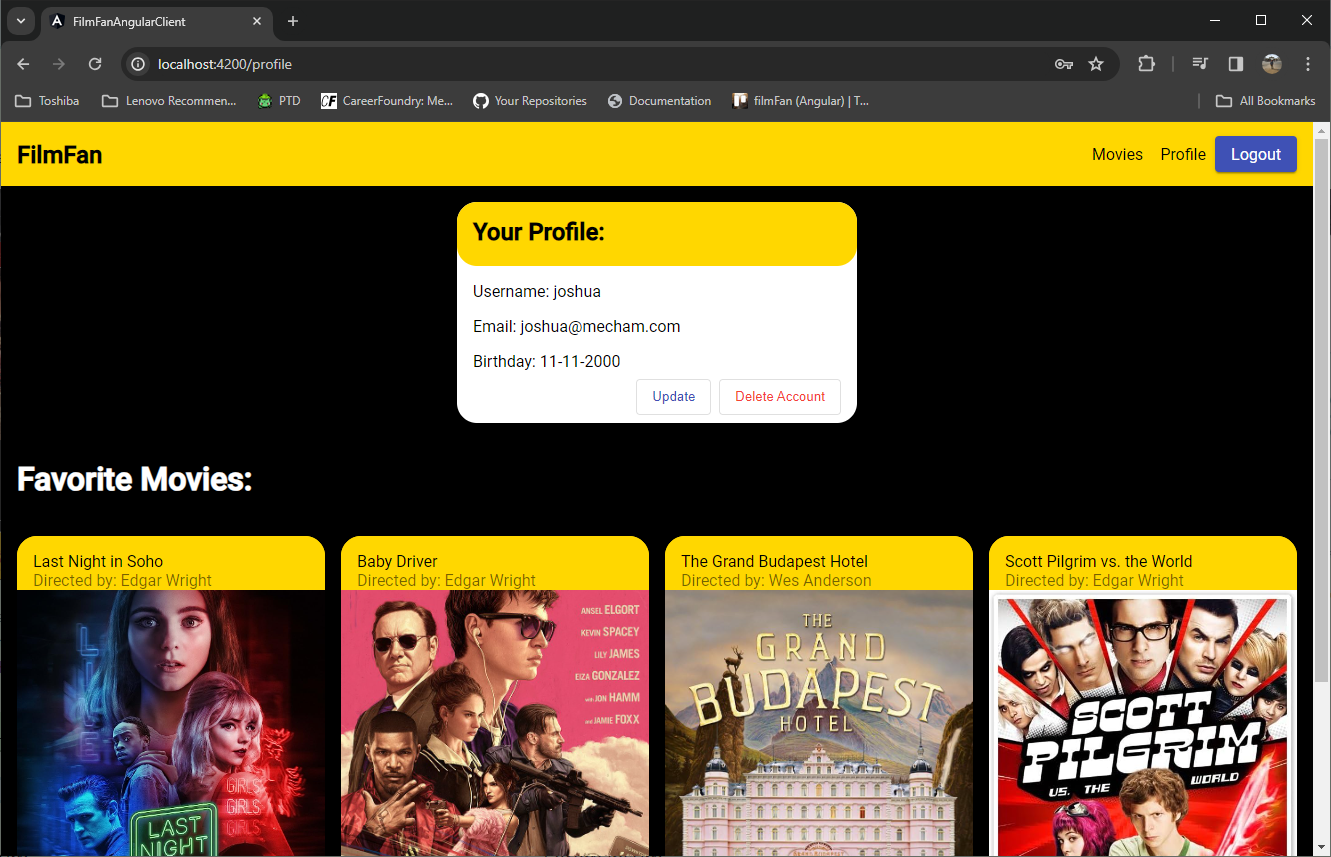 FilmFanAngularClient
localhost:4200/profile
Toshiba
Lenovo Recommen...
PTD
CF
CareerFoundry: Me...
Your Repositories
Documentation
filmFan (Angular) | T...
All Bookmarks
FilmFan
Movies
Profile
Logout
Your Profile:
Username: joshua
Email: joshua@mecham.com
Birthday: 11-11-2000
Update
Delete Account
Favorite Movies:
Last Night in Soho
Directed by: Edgar Wright
Baby Driver
Directed by: Edgar Wright
The Grand Budapest Hotel
Directed by: Wes Anderson
Scott Pilgrim vs. the World
Directed by: Edgar Wright
GIRLS
GIRLS
GIRLS
LAST
NIGHT
ANSEL ELGORT
KEVIN SPACEY
LILY JAMES
EIZA GONZALEZ
WITH JON HAMM
AND JAMIE FOXX
THE
GRAND
BUDAPEST
HOTEL
SCOTT
PILGRIM
VS. THE WORLD